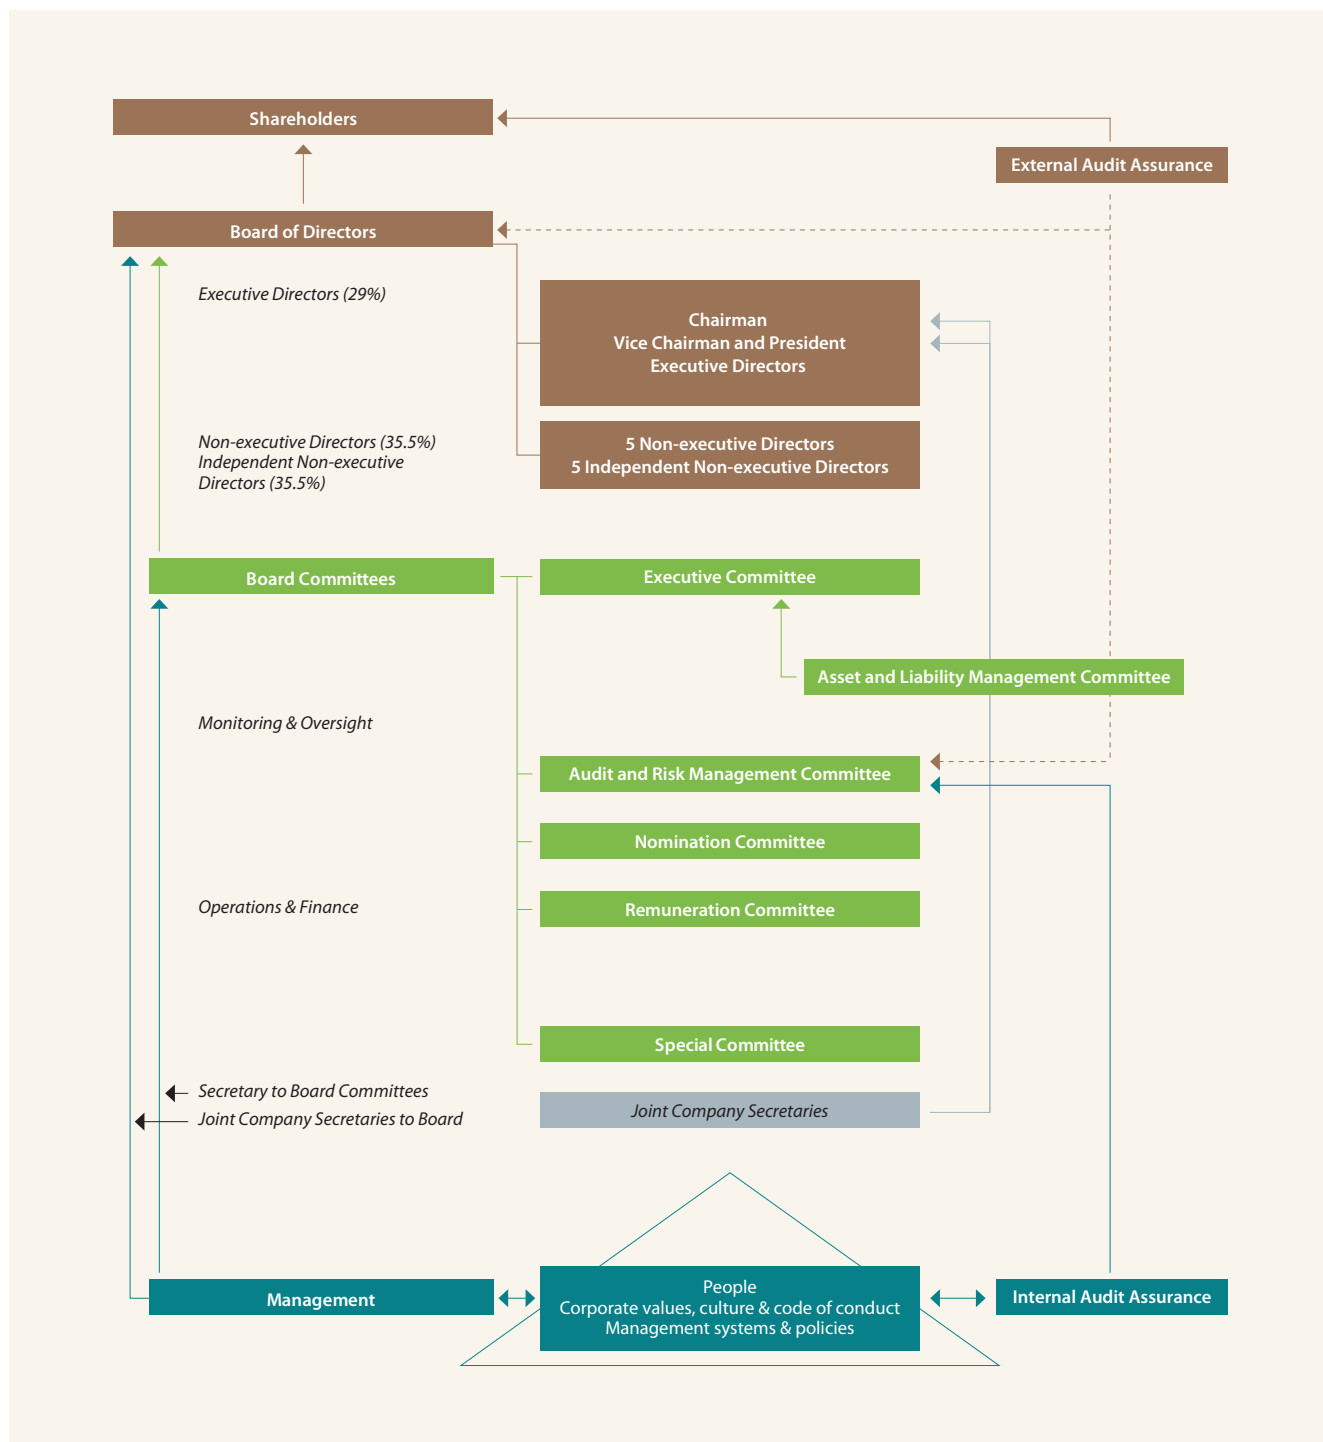 Shareholders
External Audit Assurance
Board of Directors
Executive Directors (29%)
Chairman
Vice Chairman and President
Executive Directors
Non-executive Directors (35.5%)
Independent Non-executive
Directors (35.5%)
5 Non-executive Directors
5 Independent Non-executive Directors
Board Committees
Executive Committee
Asset and Liability Management Committee
Monitoring & Oversight
Audit and Risk Management Committee
Nomination Committee
Operations & Finance
Remuneration Committee
Special Committee
Secretary to Board Committees
Joint Company Secretaries to Board
Joint Company Secretaries
Management
People
Corporate values, culture & code of conduct
Management systems & policies
Internal Audit Assurance